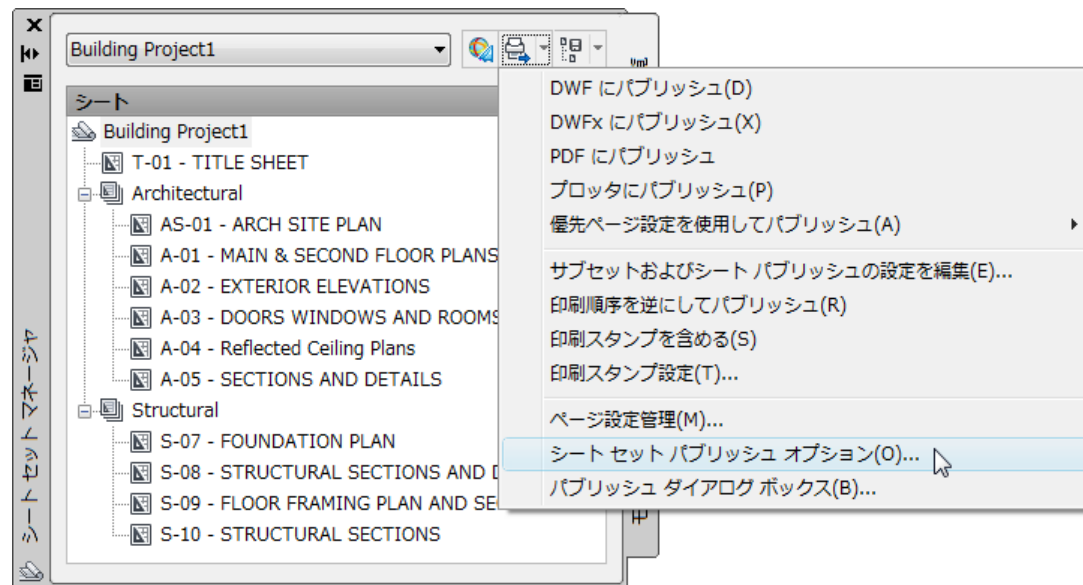 Building Project1
シート
Building Project1
T-01 - TITLE SHEET
Architectural
AS-01 - ARCH SITE PLAN
A-01 - MAIN & SECOND FLOOR PLANS
A-02 - EXTERIOR ELEVATIONS
A-03 - DOORS WINDOWS AND ROOMS
A-04 - Reflected Ceiling Plans
A-05 - SECTIONS AND DETAILS
Structural
S-07 - FOUNDATION PLAN
S-08 - STRUCTURAL SECTIONS AND
S-09 - FLOOR FRAMING PLAN AND
S-10 - STRUCTURAL SECTIONS
シート セット マネージャ
DWF にパブリッシュ(D)
DWFx にパブリッシュ(X)
PDF にパブリッシュ
プロッタにパブリッシュ(P)
優先ページ設定を使用してパブリッシュ(A)
サブセットおよびシート パブリッシュの設定を編集(E)...
印刷順序を逆にしてパブリッシュ(R)
印刷スタンプを含める(S)
印刷スタンプ設定(T)...
ページ設定管理(M)...
シート セット パブリッシュ オプション(O)...
パブリッシュ ダイアログ ボックス(B)...